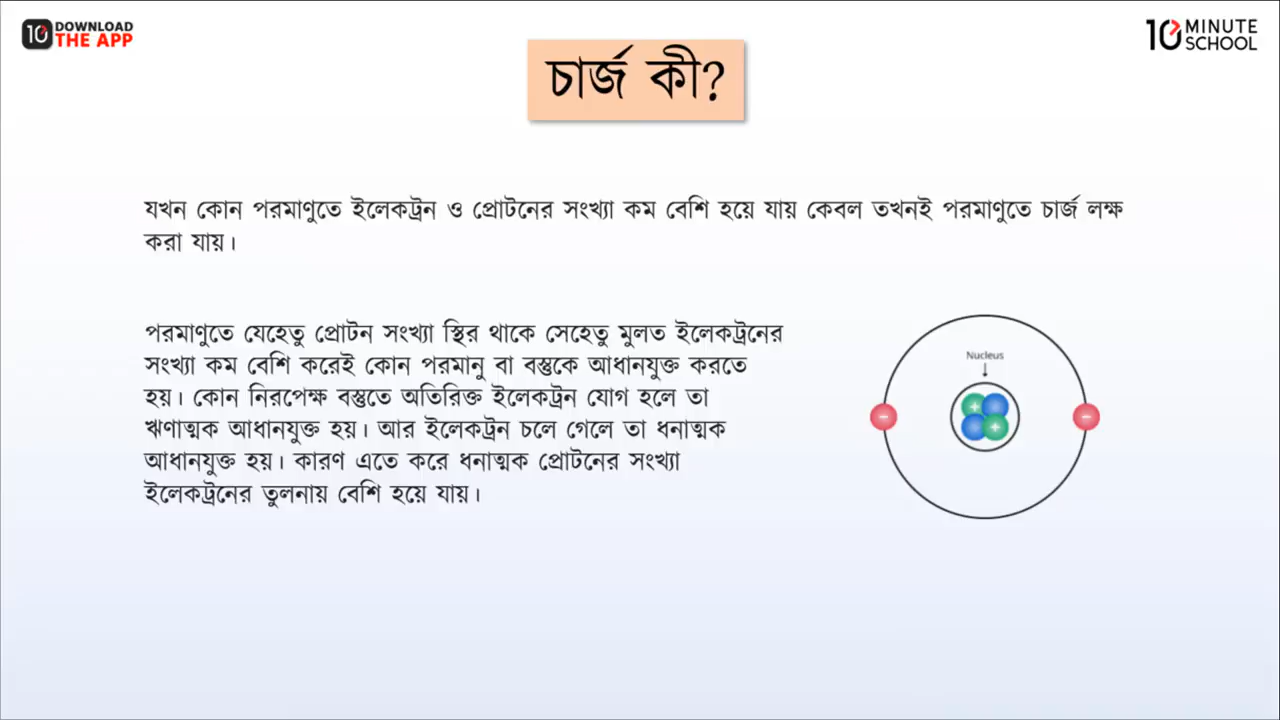 10 DOWNLOAD
THE APP
10 MINUTE
SCHOOL
চার্জ কী?
যখন কোন পরমাণুতে ইলেকট্রন ও প্রোটনের সংখ্যা কম বেশি হয়ে যায় কেবল তখনই পরমাণুতে চার্জ লক্ষ
করা যায়।
পরমাণুতে যেহেতু প্রোটন সংখ্যা স্থির থাকে সেহেতু মুলত ইলেকট্রনের
সংখ্যা কম বেশি করেই কোন পরমানু বা বস্তুকে আধানযুক্ত করতে
হয়। কোন নিরপেক্ষ বস্তুতে অতিরিক্ত ইলেকট্রন যোগ হলে তা
ঋণাত্মক আধানযুক্ত হয়। আর ইলেকট্রন চলে গেলে তা ধনাত্মক
আধানযুক্ত হয়। কারণ এতে করে ধনাত্মক প্রোটনের সংখ্যা
ইলেকট্রনের তুলনায় বেশি হয়ে যায়।
Nucleus
+
+
−
−